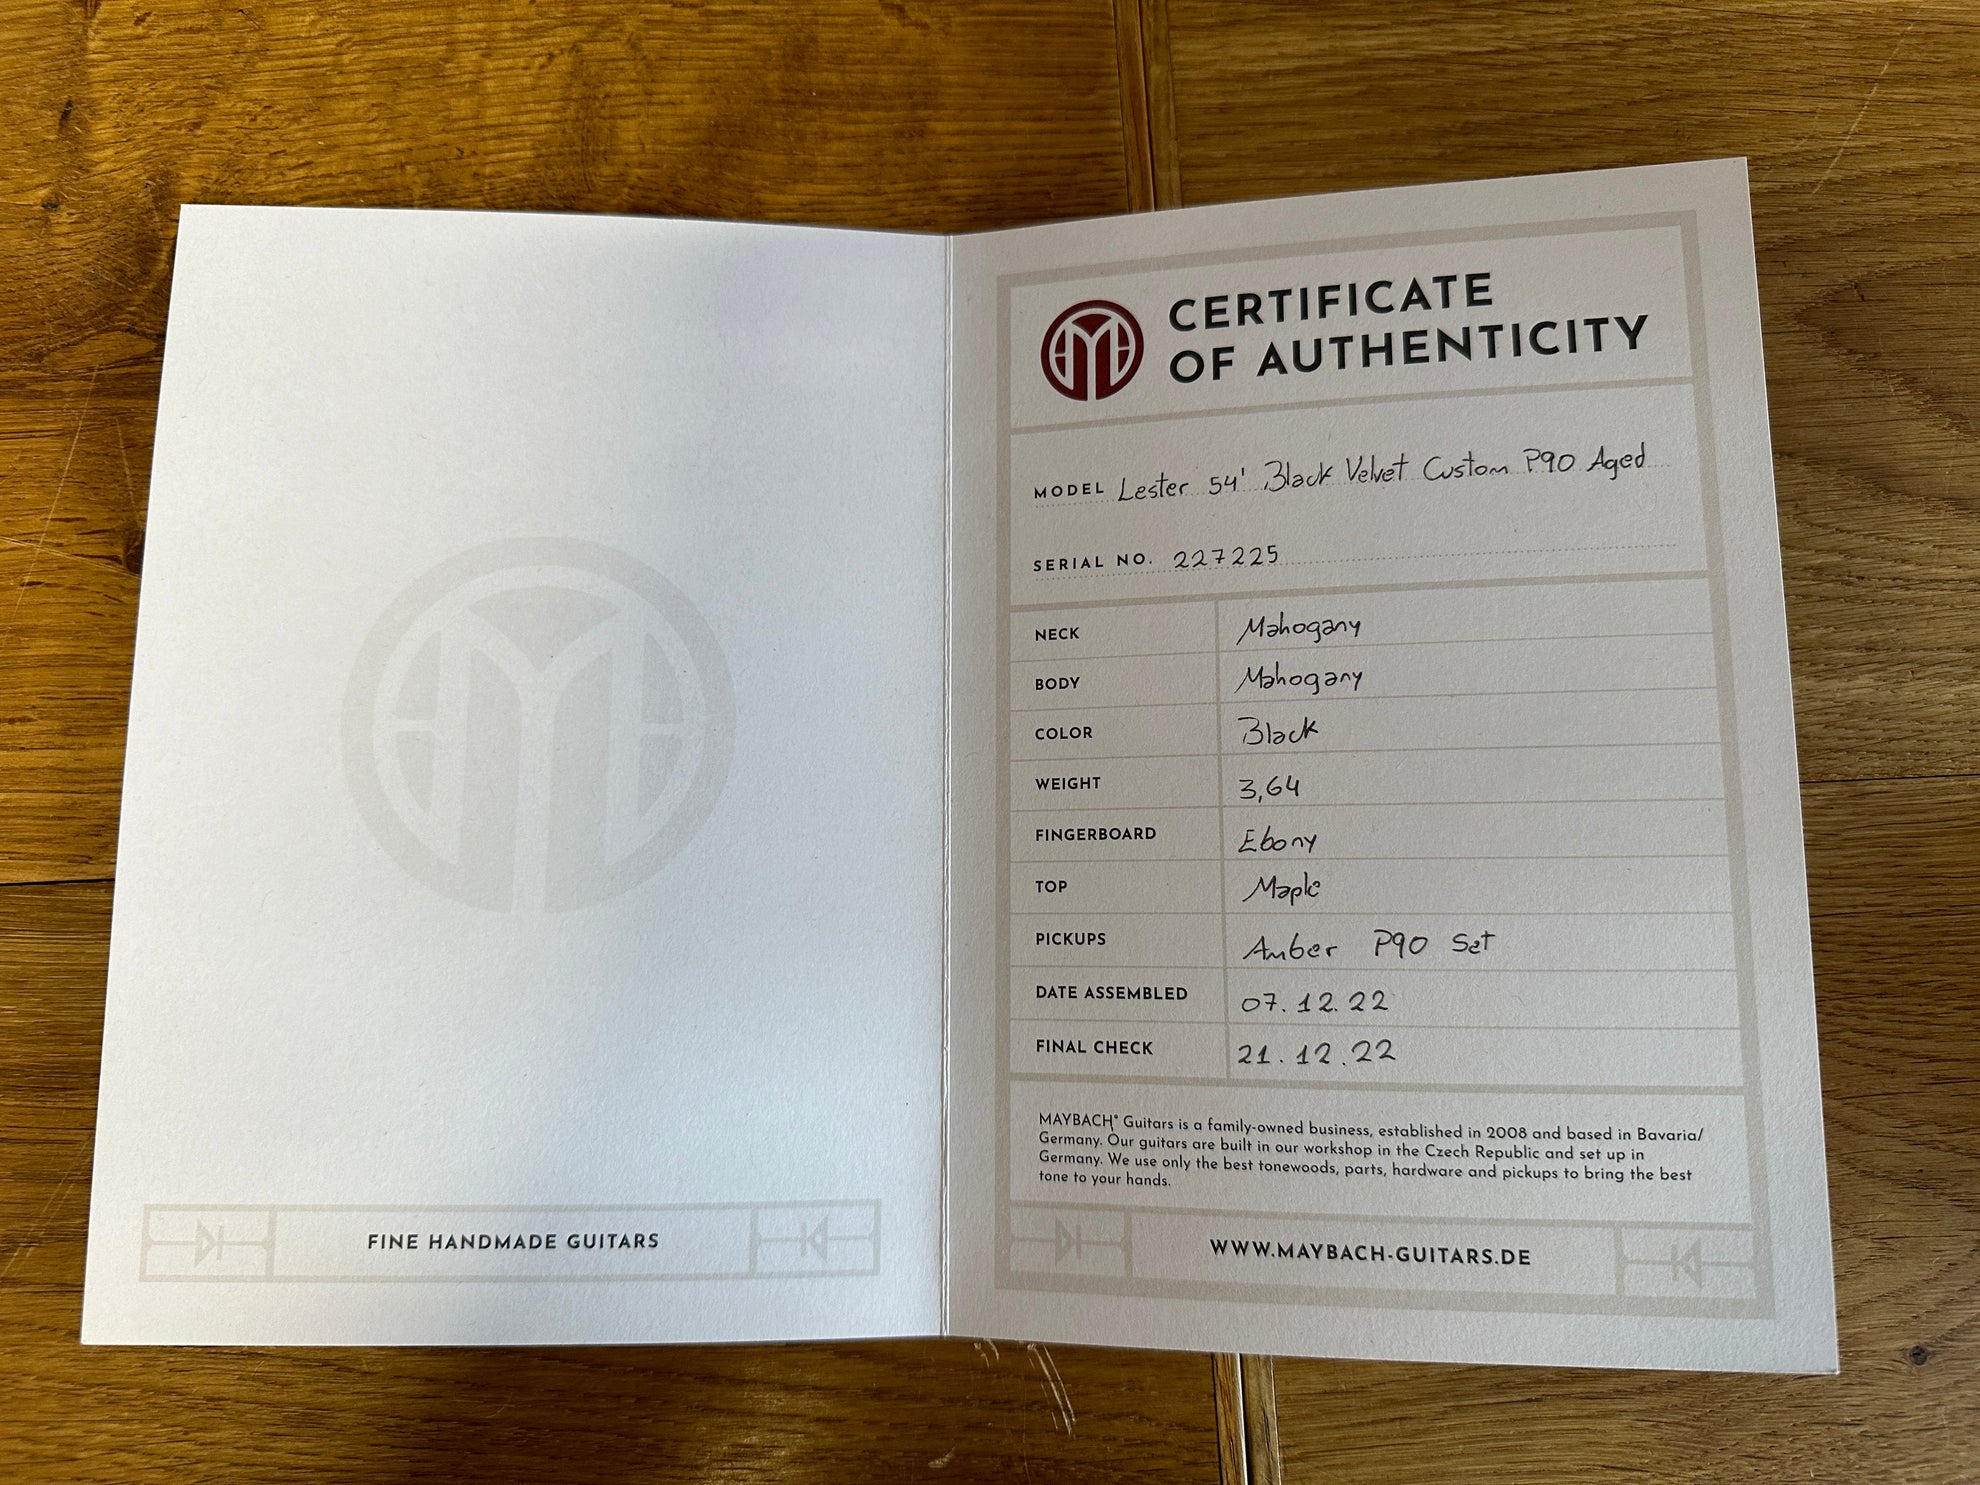 FINE HANDMADE GUITARS
CERTIFICATE
OF AUTHENTICITY
MODEL Lester 54' Black Velvet Custom P90 Aged
SERIAL NO. 227225
NECK Mahogany
BODY Mahogany
COLOR Black
WEIGHT 3,64
FINGERBOARD Ebony
TOP Maple
PICKUPS Amber P90 Set
DATE ASSEMBLED 07.12.22
FINAL CHECK 21.12.22
MAYBACH® Guitars is a family-owned business, established in 2008 and based in Bavaria/
Germany. Our guitars are built in our workshop in the Czech Republic and set up in
Germany. We use only the best tonewoods, parts, hardware and pickups to bring the best
tone to your hands.
WWW.MAYBACH-GUITARS.DE